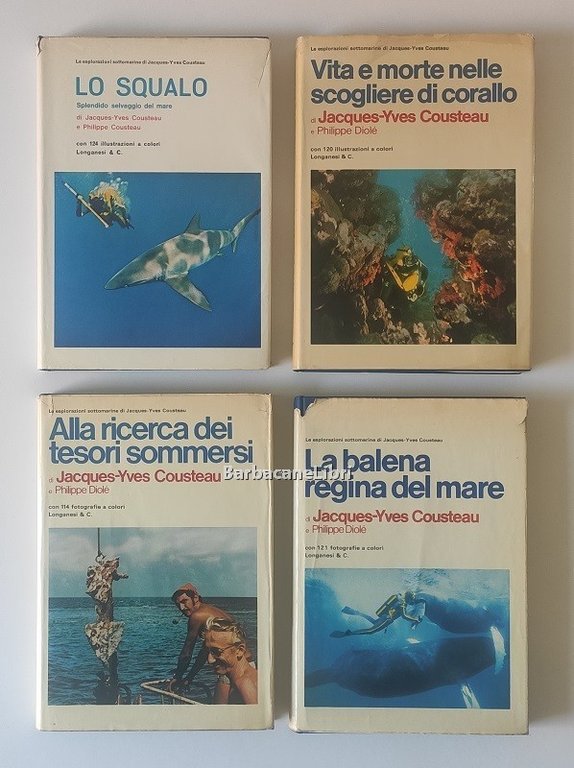 Le esplorazioni sottomarine di Jacques-Yves Cousteau
LO SQUALO
Splendido selvaggio del mare
di Jacques-Yves Cousteau
e Philippe Cousteau
con 124 illustrazioni a colori
Longanesi & C.
Le esplorazioni sottomarine di Jacques-Yves Cousteau
Vita e morte nelle
scogliere di corallo
di Jacques-Yves Cousteau
e Philippe Diolé
con 120 illustrazioni a colori
Longanesi & C.
Le esplorazioni sottomarine di Jacques-Yves Cousteau
Alla ricerca dei
tesori sommersi
di Jacques-Yves Cousteau
e Philippe Diolé
con 114 fotografie a colori
Longanesi & C.
BarbacaneLibri
Le esplorazioni sottomarine di Jacques-Yves Cousteau
La balena
regina del mare
di Jacques-Yves Cousteau
e Philippe Diolé
con 121 fotografie a colori
Longanesi & C.